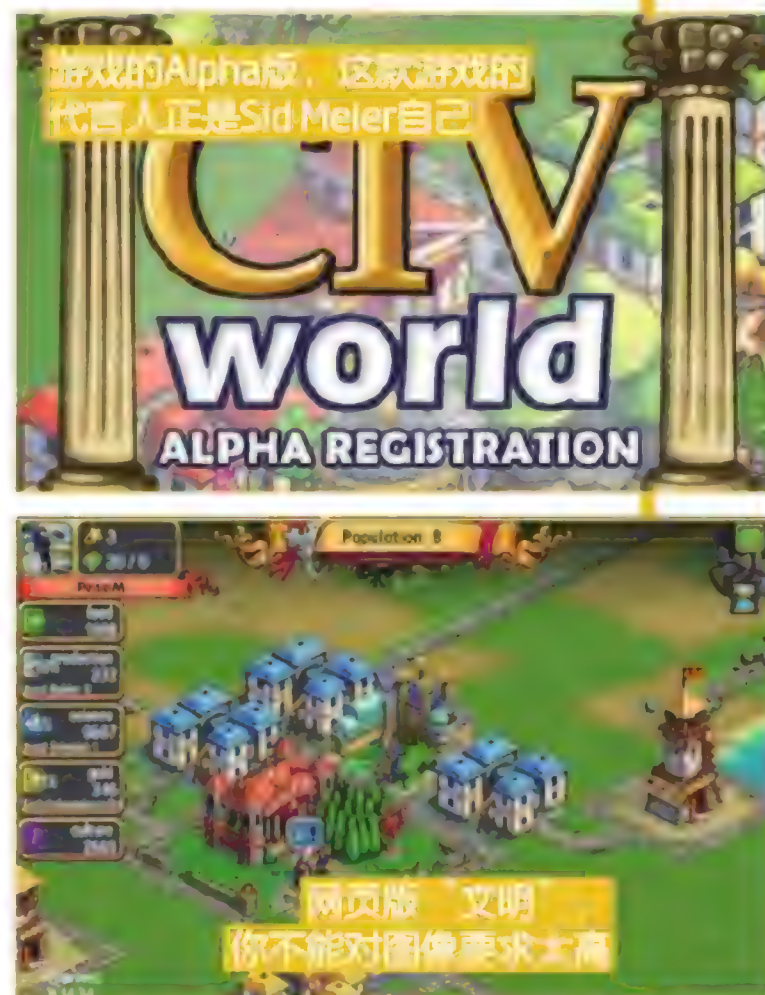 游戏的Alpha版，这款游戏的
代言人正是Sid Meier自己
CIV
world
ALPHA REGISTRATION
Population 8
网页版“文明”，
你不能对图像要求太高